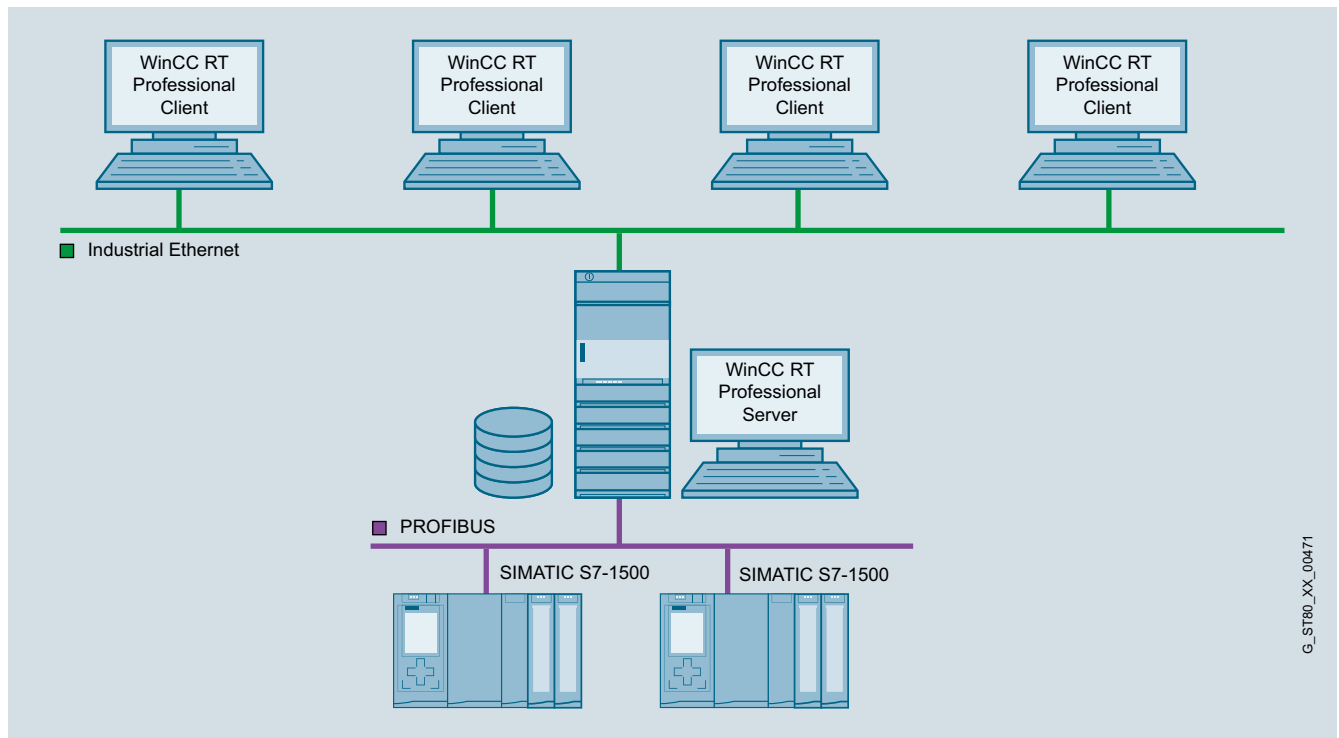 WinCC RT
Professional
Client
WinCC RT
Professional
Client
WinCC RT
Professional
Client
WinCC RT
Professional
Client
Industrial Ethernet
WinCC RT
Professional
Server
PROFIBUS
SIMATIC S7-1500
SIMATIC S7-1500
G_ST80_XX_00471